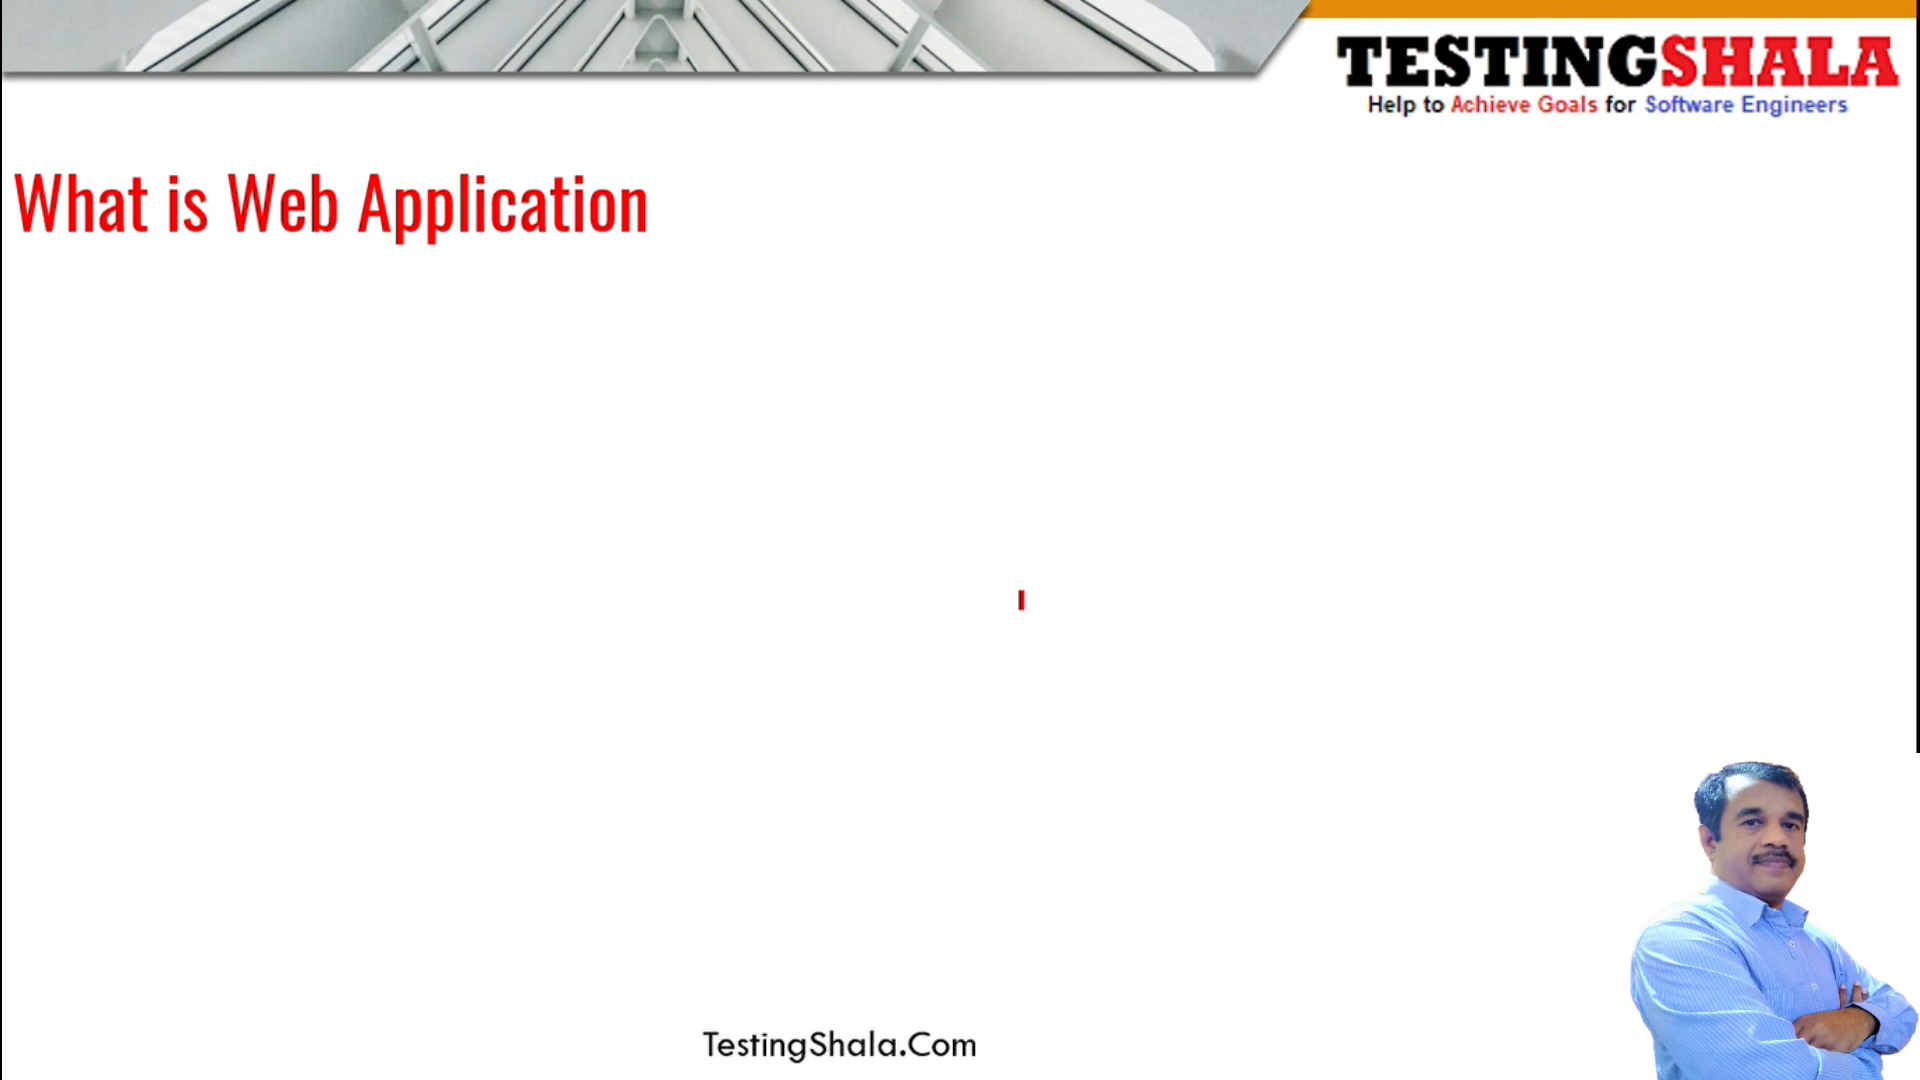 TESTINGSHALA
Help to Achieve Goals for Software Engineers
What is Web Application
TestingShala.Com